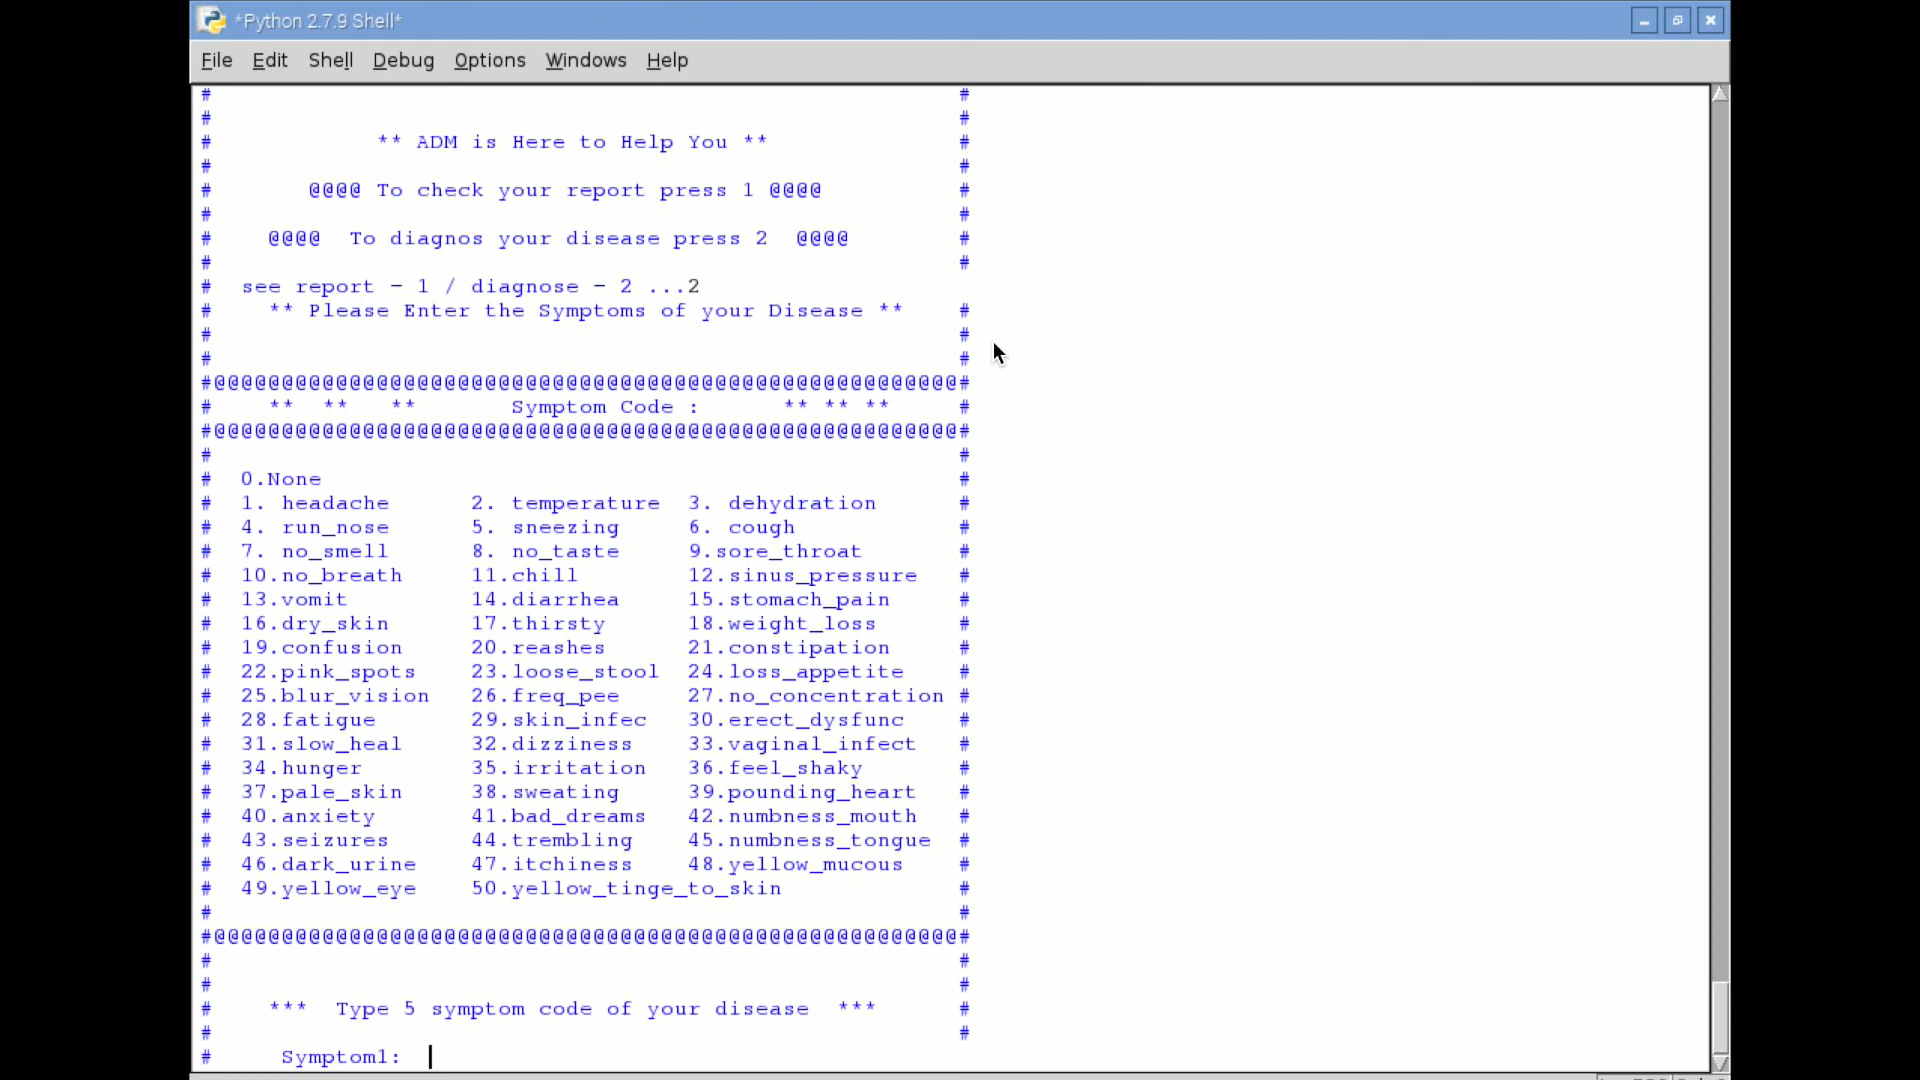 *Python 2.7.9 Shell*
File Edit Shell Debug Options Windows Help
# #
# #
# ** ADM is Here to Help You ** #
# #
# @@@@ To check your report press 1 @@@@ #
# #
# @@@@ To diagnos your disease press 2 @@@@ #
# #
# see report - 1 / diagnose - 2 ...2
# ** Please Enter the Symptoms of your Disease ** #
# #
# #
#@@@@@@@@@@@@@@@@@@@@@@@@@@@@@@@@@@@@@@@@@@@@@@@@@@@@@@@#
# ** ** ** Symptom Code : ** ** ** #
#@@@@@@@@@@@@@@@@@@@@@@@@@@@@@@@@@@@@@@@@@@@@@@@@@@@@@@@#
# #
# 0.None #
# 1. headache 2. temperature 3. dehydration #
# 4. run_nose 5. sneezing 6. cough #
# 7. no_smell 8. no_taste 9.sore_throat #
# 10.no_breath 11.chill 12.sinus_pressure #
# 13.vomit 14.diarrhea 15.stomach_pain #
# 16.dry_skin 17.thirsty 18.weight_loss #
# 19.confusion 20.reashes 21.constipation #
# 22.pink_spots 23.loose_stool 24.loss_appetite #
# 25.blur_vision 26.freq_pee 27.no_concentration #
# 28.fatigue 29.skin_infec 30.erect_dysfunc #
# 31.slow_heal 32.dizziness 33.vaginal_infect #
# 34.hunger 35.irritation 36.feel_shaky #
# 37.pale_skin 38.sweating 39.pounding_heart #
# 40.anxiety 41.bad_dreams 42.numbness_mouth #
# 43.seizures 44.trembling 45.numbness_tongue #
# 46.dark_urine 47.itchiness 48.yellow_mucous #
# 49.yellow_eye 50.yellow_tinge_to_skin #
# #
#@@@@@@@@@@@@@@@@@@@@@@@@@@@@@@@@@@@@@@@@@@@@@@@@@@@@@@@#
# #
# #
# *** Type 5 symptom code of your disease *** #
# #
# Symptom1: